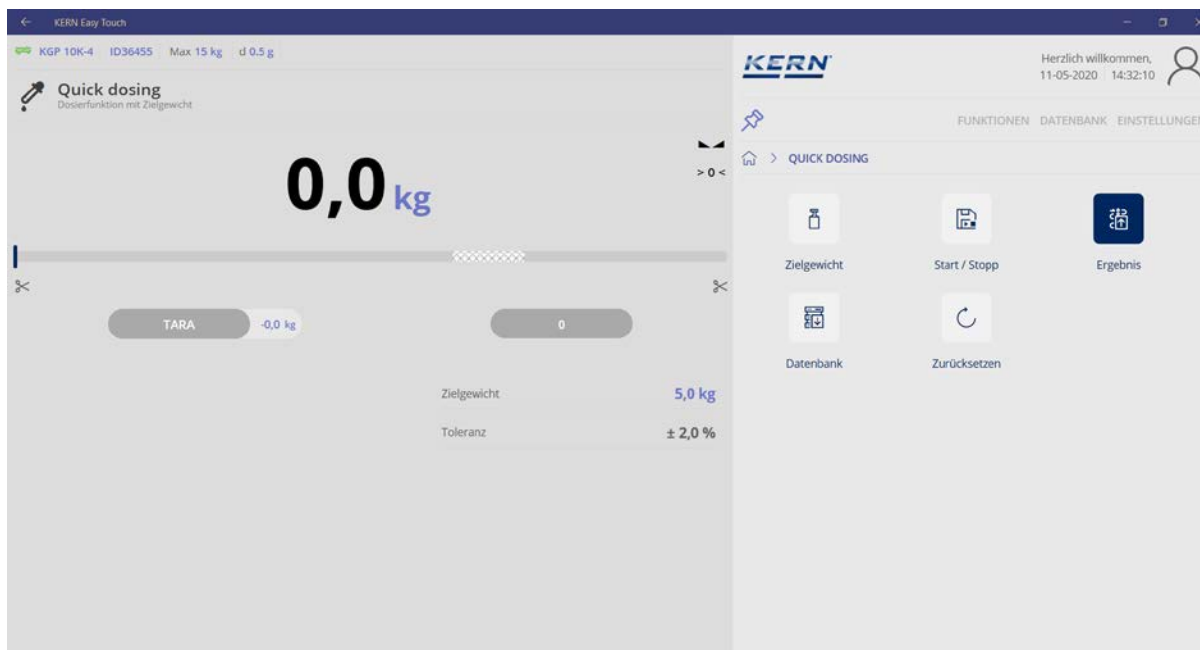 KERN Easy Touch
KGP 10K-4 ID36455 Max 15 kg d 0.5 g
Quick dosing
Dosierfunktion mit Zielgewicht
0,0 kg
> 0 <
TARA -0,0 kg
0
Zielgewicht 5,0 kg
Toleranz ± 2,0 %
KERN
Herzlich willkommen,
11-05-2020 14:32:10
FUNKTIONEN DATENBANK EINSTELLUNGEN
> QUICK DOSING
Zielgewicht Start / Stopp Ergebnis
Datenbank Zurücksetzen